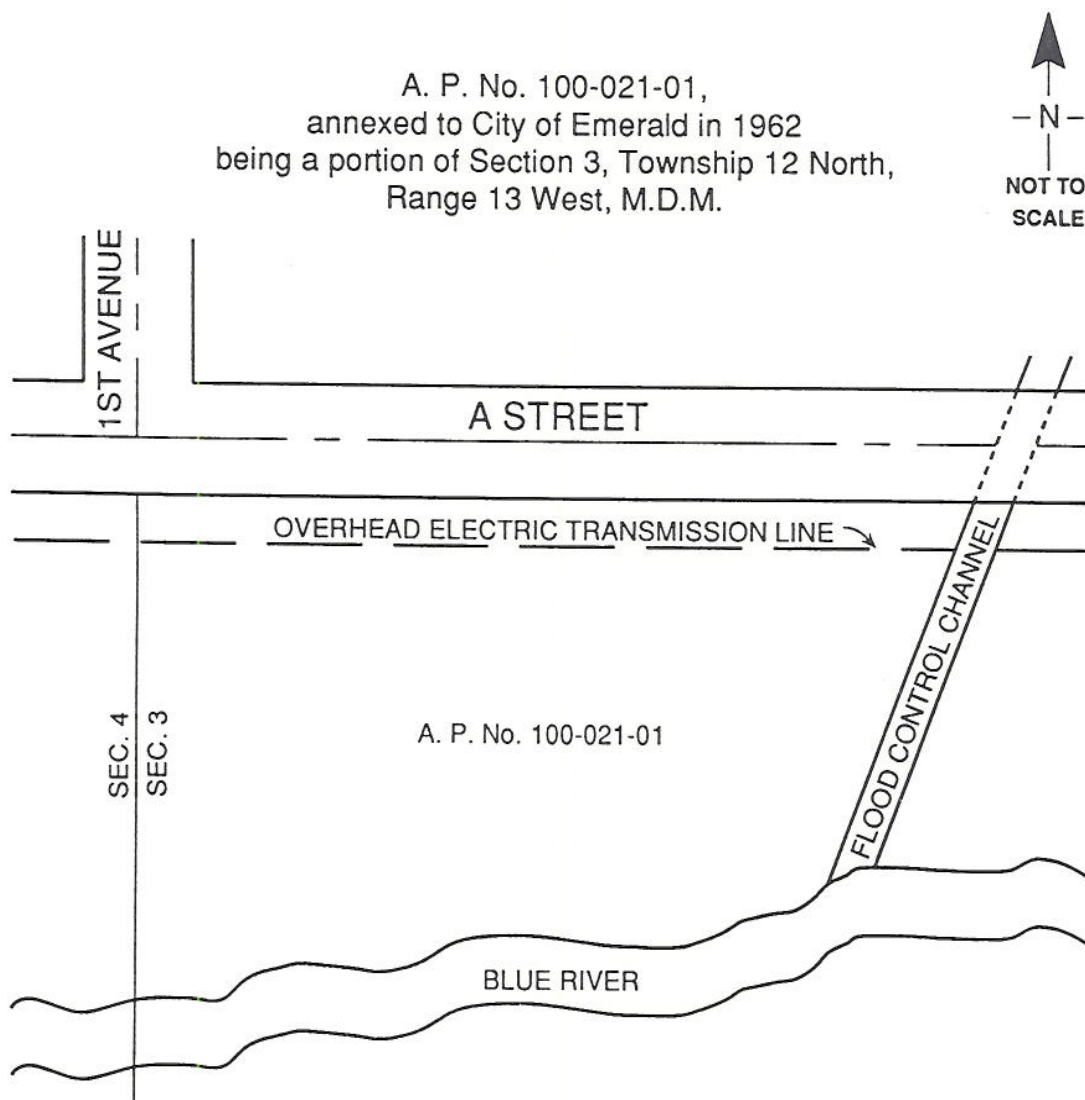 A. P. No. 100-021-01,
annexed to City of Emerald in 1962
being a portion of Section 3, Township 12 North,
Range 13 West, M.D.M.
N
NOT TO
SCALE
1ST AVENUE
A STREET
OVERHEAD ELECTRIC TRANSMISSION LINE
FLOOD CONTROL CHANNEL
SEC. 4
SEC. 3
A. P. No. 100-021-01
BLUE RIVER